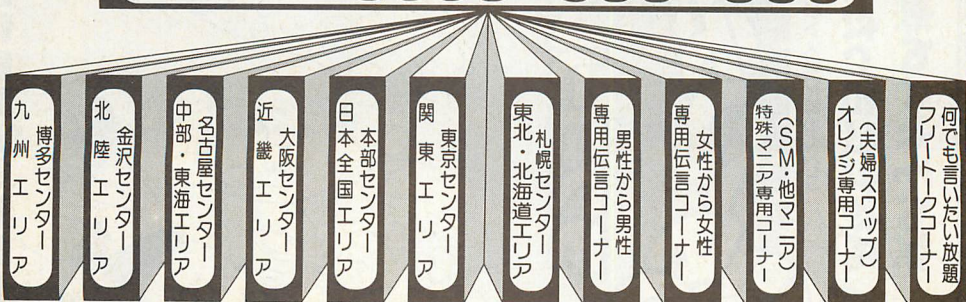 何でも言いたい放題
フリートークコーナー
(夫婦スワップ)
オレンジ専用コーナー
(SM・他マニア)
特殊マニア専用コーナー
女性から女性
専用伝言コーナー
男性から男性
専用伝言コーナー
札幌センター
東北・北海道エリア
東京センター
関東エリア
本部センター
日本全国エリア
大阪センター
近畿エリア
名古屋センター
中部・東海エリア
金沢センター
北陸エリア
博多センター
九州エリア